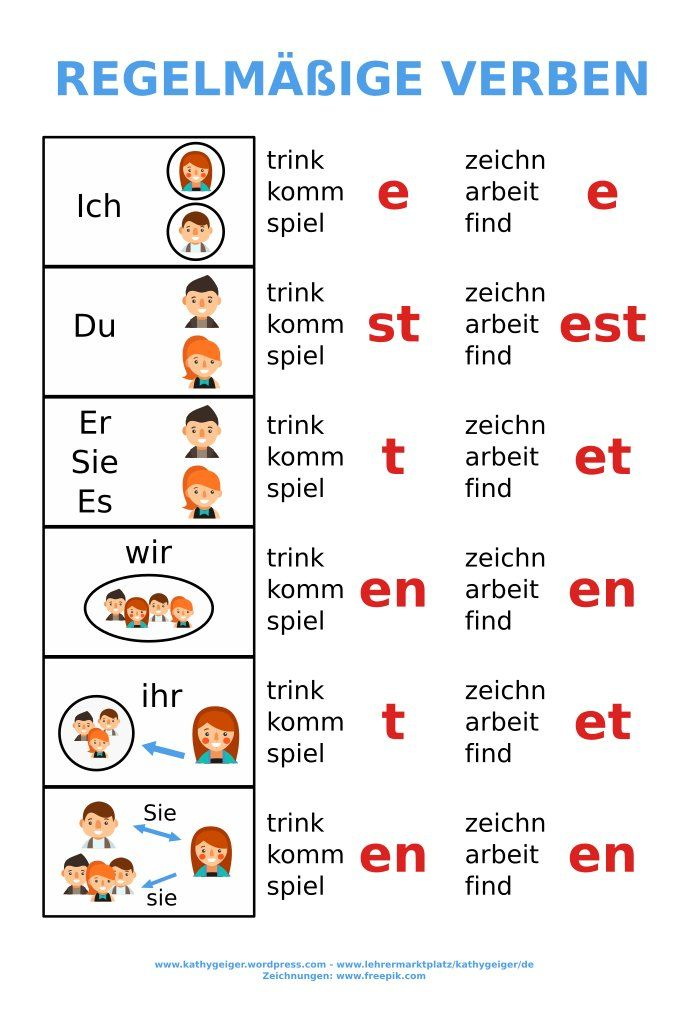 REGELMÄßIGE VERBEN
Ich
trink
komm
spiel
e
zeichn
arbeit
find
e
Du
trink
komm
spiel
st
zeichn
arbeit
find
est
Er
Sie
Es
trink
komm
spiel
t
zeichn
arbeit
find
et
wir
trink
komm
spiel
en
zeichn
arbeit
find
en
ihr
trink
komm
spiel
t
zeichn
arbeit
find
et
Sie
sie
trink
komm
spiel
en
zeichn
arbeit
find
en
www.kathygeiger.wordpress.com - www.lehrermarktplatz/kathygeiger/de
Zeichnungen: www.freepik.com